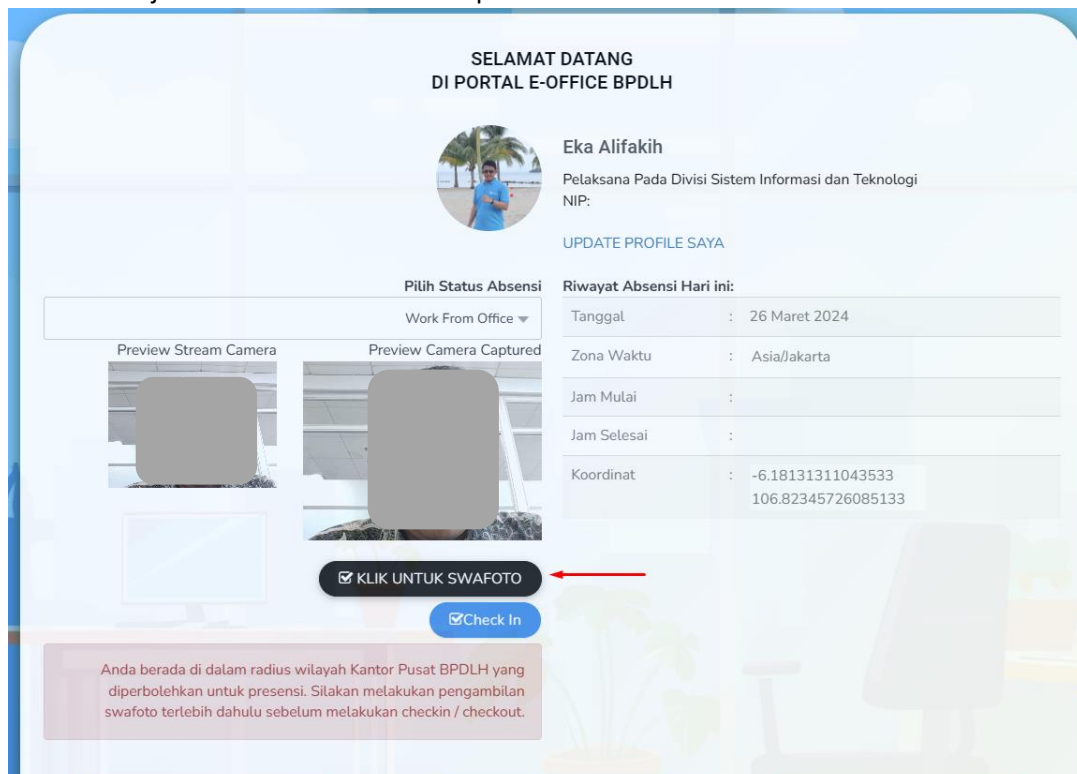 SELAMAT DATANG
DI PORTAL E-OFFICE BPDLH
Eka Alifakih
Pelaksana Pada Divisi Sistem Informasi dan Teknologi
NIP:
UPDATE PROFILE SAYA
Pilih Status Absensi
Work From Office
Preview Stream Camera
Preview Camera Captured
KLIK UNTUK SWAFOTO
Check In
Anda berada di dalam radius wilayah Kantor Pusat BPDLH yang
diperbolehkan untuk presensi. Silakan melakukan pengambilan
swafoto terlebih dahulu sebelum melakukan checkin / checkout.
Riwayat Absensi Hari ini:
Tanggal : 26 Maret 2024
Zona Waktu : Asia/Jakarta
Jam Mulai :
Jam Selesai :
Koordinat : -6.18131311043533
106.82345726085133